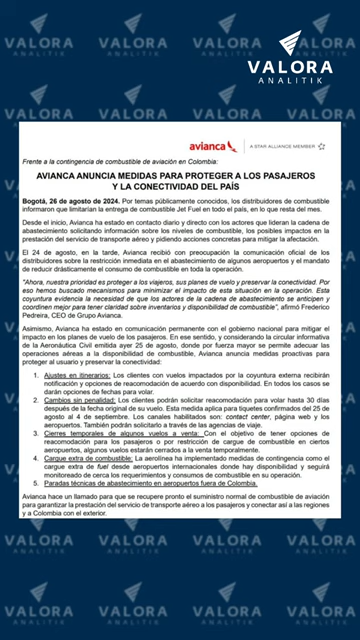 VALORA
ANALITIK
avianca
A STAR ALLIANCE MEMBER
Frente a la contingencia de combustible de aviación en Colombia:
AVIANCA ANUNCIA MEDIDAS PARA PROTEGER A LOS PASAJEROS
Y LA CONECTIVIDAD DEL PAÍS
Bogotá, 26 de agosto de 2024. Por temas públicamente conocidos, los distribuidores de combustible
informaron que limitarían la entrega de combustible Jet Fuel en todo el país, en lo que resta del mes.
Desde el inicio, Avianca ha estado en contacto diario y directo con los actores que lideran la cadena de
abastecimiento solicitando información sobre los niveles de combustible, los posibles impactos en la
prestación del servicio de transporte aéreo y pidiendo acciones concretas para mitigar la afectación.
El 24 de agosto, en la tarde, Avianca recibió con preocupación la comunicación oficial de los
distribuidores sobre la restricción inmediata en el abastecimiento de algunos aeropuertos y el mandato
de reducir drásticamente el consumo de combustible en toda la operación.
"Ahora, nuestra prioridad es proteger a los viajeros, sus planes de vuelo y preservar la conectividad. Por
eso hemos buscado mecanismos para minimizar el impacto de esta situación en la operación. Esta
coyuntura evidencia la necesidad de que los actores de la cadena de abastecimiento se anticipen y
coordinen mejor para tener claridad sobre inventarios y disponibilidad de combustible", afirmó Frederico
Pedreira, CEO de Grupo Avianca.
Asimismo, Avianca ha estado en comunicación permanente con el gobierno nacional para mitigar el
impacto en los planes de vuelo de los pasajeros. En ese sentido, y considerando la circular informativa
de la Aeronáutica Civil emitida ayer 25 de agosto, donde por fuerza mayor se permite adecuar las
operaciones aéreas a la disponibilidad de combustible, Avianca anuncia medidas proactivas para
proteger al usuario y preservar la conectividad:
1. Ajustes en itinerarios: Los clientes con vuelos impactados por la coyuntura externa recibirán
notificación y opciones de reacomodación de acuerdo con disponibilidad. En todos los casos se
darán opciones de fechas para volar.
2. Cambios sin penalidad: Los clientes podrán solicitar reacomodación para volar hasta 30 días
después de la fecha original de su vuelo. Esta medida aplica para tiquetes confirmados del 25 de
agosto al 4 de septiembre. Los canales habilitados son: contact center, página web y los
aeropuertos. También podrán solicitarlo a través de las agencias de viaje.
3. Cierres temporales de algunos vuelos a venta: Con el objetivo de tener opciones de
reacomodación para los pasajeros o por restricción de cargue de combustible en ciertos
aeropuertos, algunos vuelos estarán cerrados a la venta temporalmente.
4. Cargue extra de combustible: La aerolínea ha implementado medidas de contingencia como el
cargue extra de fuel desde aeropuertos internacionales donde hay disponibilidad y seguirá
monitoreado de cerca los requerimientos y consumos de combustible en su operación.
5. Paradas técnicas de abastecimiento en aeropuertos fuera de Colombia.
Avianca hace un llamado para que se recupere pronto el suministro normal de combustible de aviación
para garantizar la prestación del servicio de transporte aéreo a los pasajeros y conectar así a las regiones
y a Colombia con el exterior.